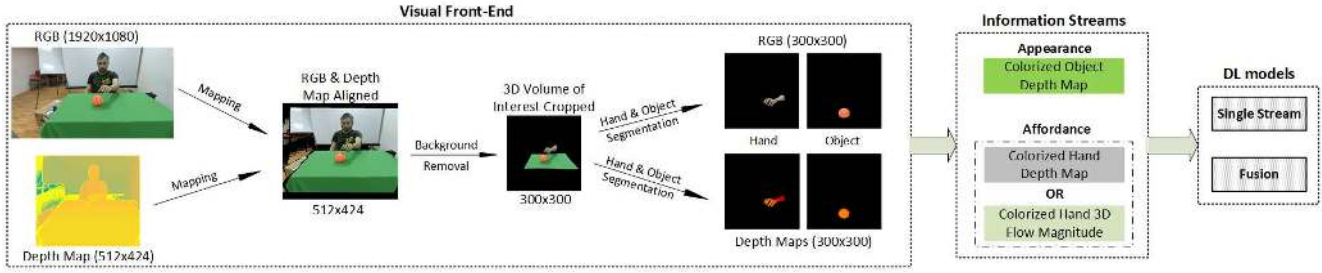 Visual Front-End
RGB (1920x1080)
Mapping
Mapping
Depth Map (512x424)
RGB & Depth
Map Aligned
512x424
Background
Removal
3D Volume of
Interest Cropped
300x300
Hand & Object
Segmentation
Hand & Object
Segmentation
RGB (300x300)
Hand
Object
Depth Maps (300x300)
Information Streams
Appearance
Colorized Object
Depth Map
Affordance
Colorized Hand
Depth Map
OR
Colorized Hand 3D
Flow Magnitude
DL models
Single Stream
Fusion